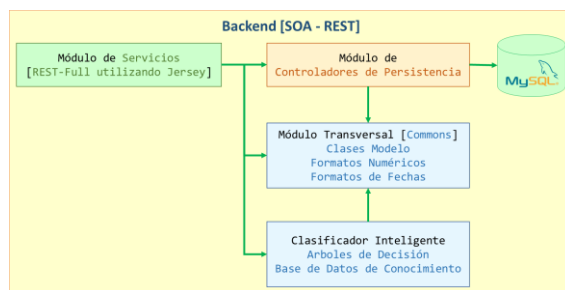 Backend [SOA - REST]
Módulo de Servicios
[REST-Full utilizando Jersey]
Módulo de
Controladores de Persistencia
MySQL
Módulo Transversal [Commons]
Clases Modelo
Formatos Numéricos
Formatos de Fechas
Clasificador Inteligente
Arboles de Decisión
Base de Datos de Conocimiento